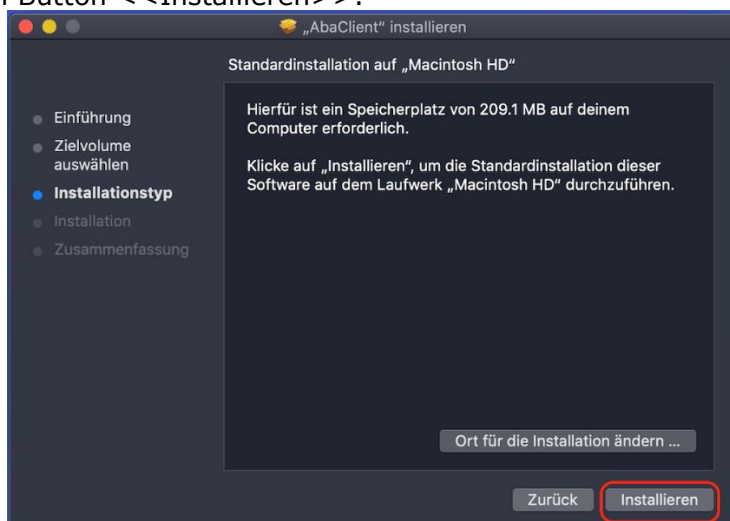 Button <<Installieren>>.
„AbaClient“ installieren
Standardinstallation auf „Macintosh HD“
Einführung
Zielvolume
auswählen
Installationstyp
Installation
Zusammenfassung
Hierfür ist ein Speicherplatz von 209.1 MB auf deinem
Computer erforderlich.
Klicke auf „Installieren“, um die Standardinstallation dieser
Software auf dem Laufwerk „Macintosh HD“ durchzuführen.
Ort für die Installation ändern ...
Zurück
Installieren